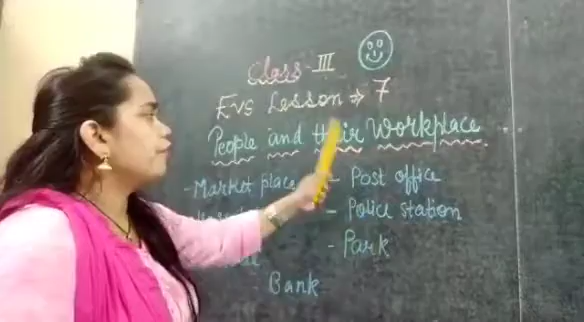 Class-III
EVS Lesson ⇒ 7
People and their Workplace
- Market place
- Post office
- Police station
- Park
- Bank